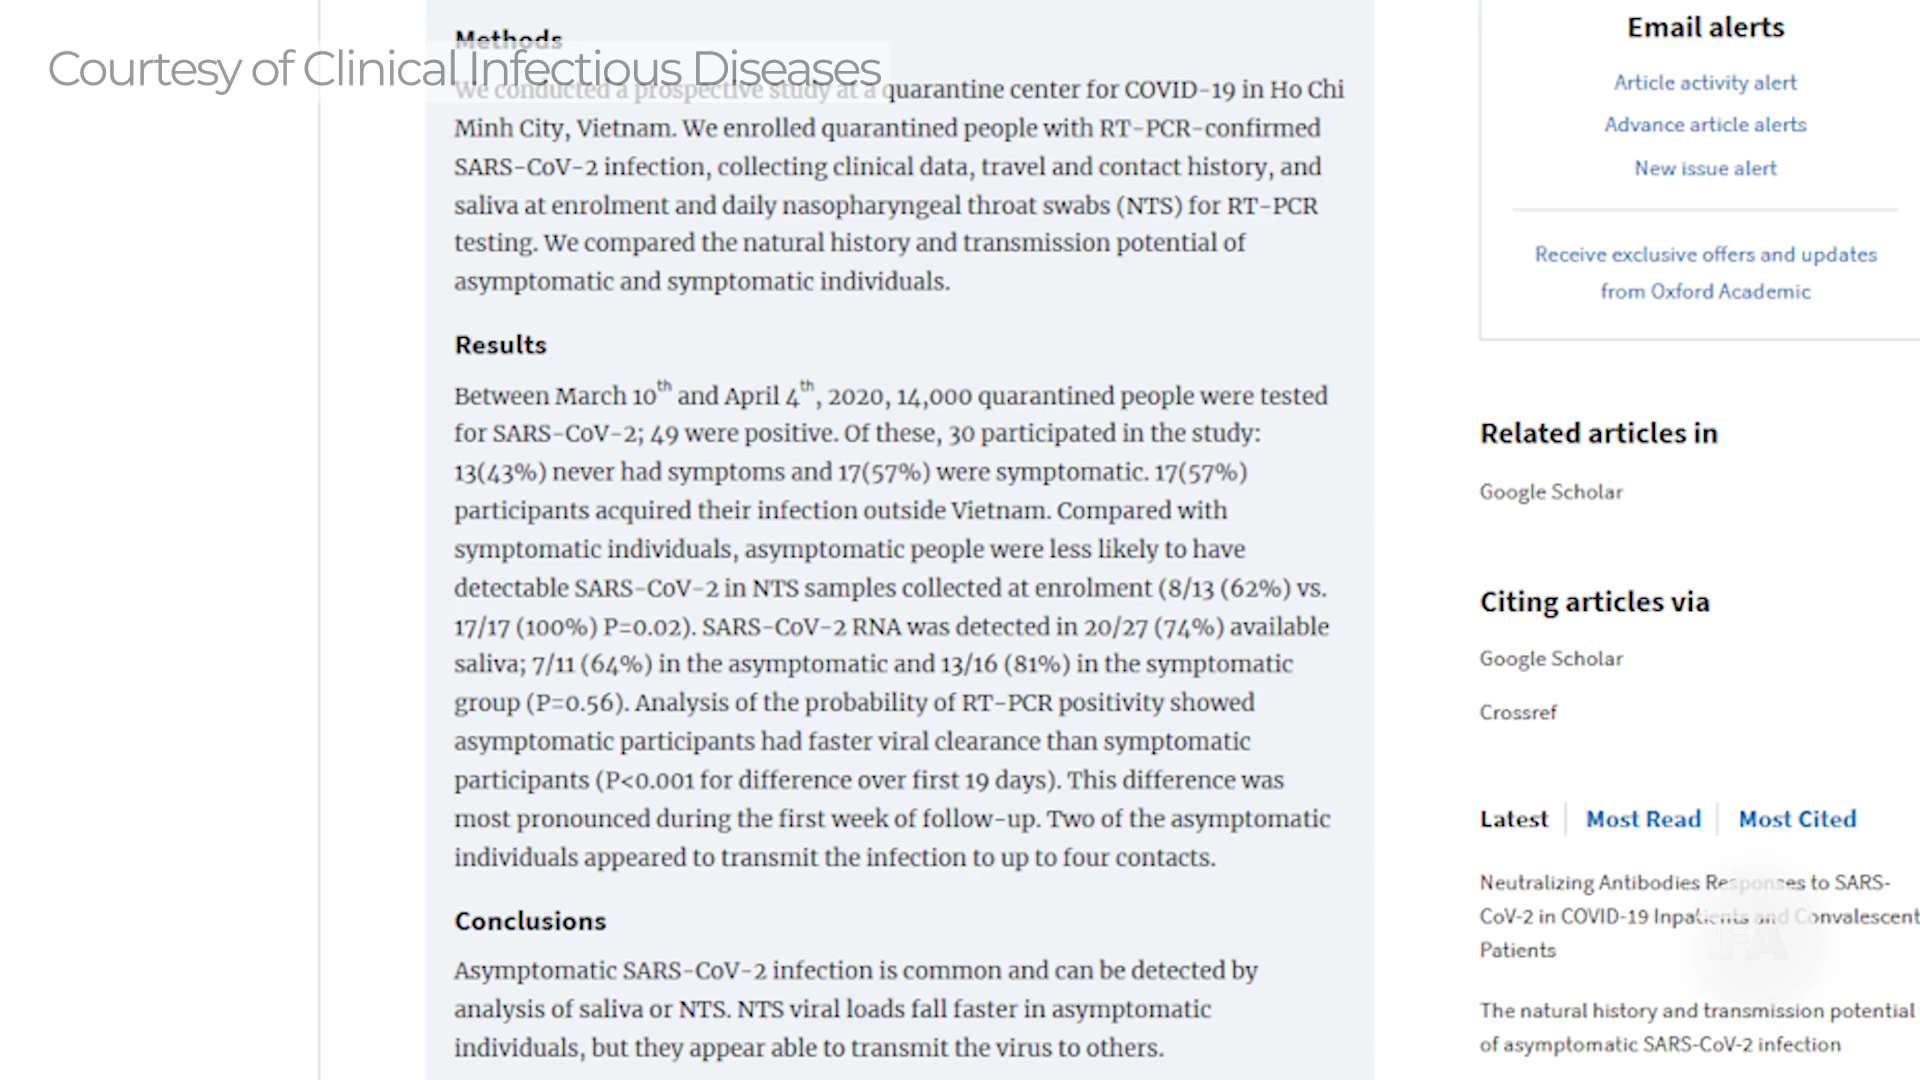 Courtesy of Clinical Infectious Diseases
Methods
We conducted a prospective study at a quarantine center for COVID-19 in Ho Chi
Minh City, Vietnam. We enrolled quarantined people with RT-PCR-confirmed
SARS-CoV-2 infection, collecting clinical data, travel and contact history, and
saliva at enrolment and daily nasopharyngeal throat swabs (NTS) for RT-PCR
testing. We compared the natural history and transmission potential of
asymptomatic and symptomatic individuals.
Results
Between March 10th and April 4th, 2020, 14,000 quarantined people were tested
for SARS-CoV-2; 49 were positive. Of these, 30 participated in the study:
13(43%) never had symptoms and 17(57%) were symptomatic. 17(57%)
participants acquired their infection outside Vietnam. Compared with
symptomatic individuals, asymptomatic people were less likely to have
detectable SARS-CoV-2 in NTS samples collected at enrolment (8/13 (62%) vs.
17/17 (100%) P=0.02). SARS-CoV-2 RNA was detected in 20/27 (74%) available
saliva; 7/11 (64%) in the asymptomatic and 13/16 (81%) in the symptomatic
group (P=0.56). Analysis of the probability of RT-PCR positivity showed
asymptomatic participants had faster viral clearance than symptomatic
participants (P<0.001 for difference over first 19 days). This difference was
most pronounced during the first week of follow-up. Two of the asymptomatic
individuals appeared to transmit the infection to up to four contacts.
Conclusions
Asymptomatic SARS-CoV-2 infection is common and can be detected by
analysis of saliva or NTS. NTS viral loads fall faster in asymptomatic
individuals, but they appear able to transmit the virus to others.
Email alerts
Article activity alert
Advance article alerts
New issue alert
Receive exclusive offers and updates
from Oxford Academic
Related articles in
Google Scholar
Citing articles via
Google Scholar
Crossref
Latest
Most Read
Most Cited
Neutralizing Antibodies Responses to SARS-
CoV-2 in COVID-19 Inpatients and Convalescent
Patients
The natural history and transmission potential
of asymptomatic SARS-CoV-2 infection